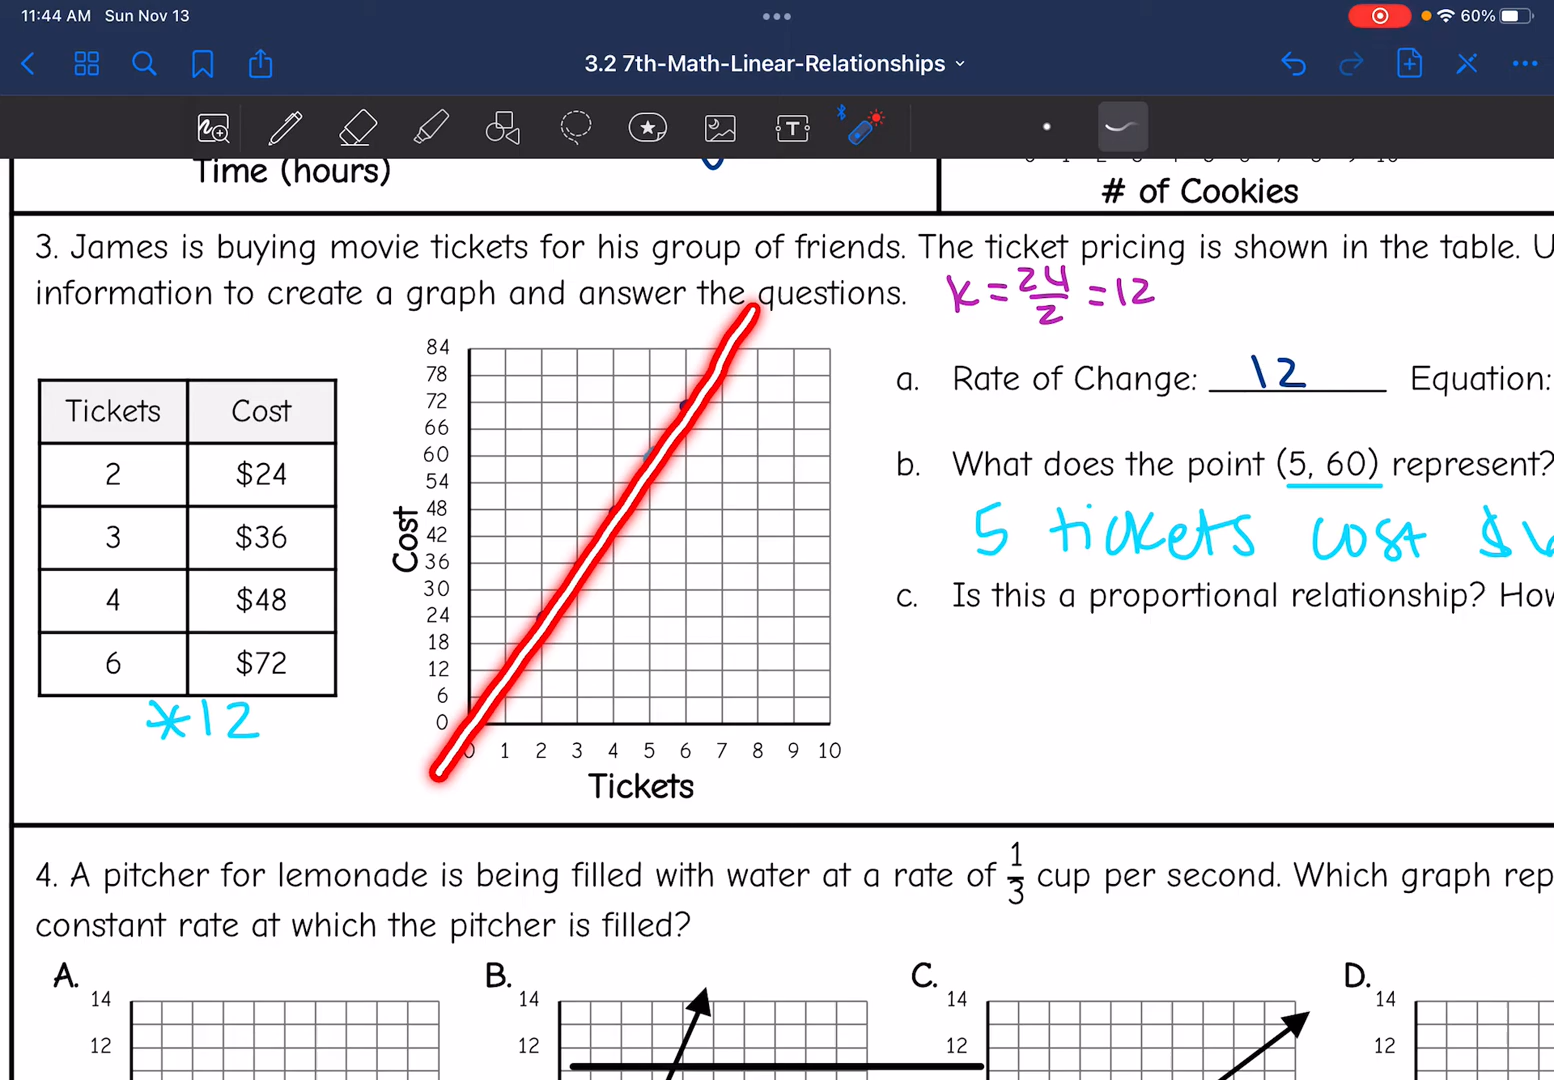 11:44 AM Sun Nov 13
60%
3.2 7th-Math-Linear-Relationships
Time (hours)
# of Cookies
3. James is buying movie tickets for his group of friends. The ticket pricing is shown in the table. U
information to create a graph and answer the questions.
k = 24/2 = 12
Tickets Cost
2 $24
3 $36
4 $48
6 $72
*12
84
78
72
66
60
54
48
42
36
30
24
18
12
6
0
Cost
0 1 2 3 4 5 6 7 8 9 10
Tickets
a. Rate of Change: 12 Equation:
b. What does the point (5, 60) represent?
5 tickets cost $
c. Is this a proportional relationship? How
4. A pitcher for lemonade is being filled with water at a rate of 1/3 cup per second. Which graph rep
constant rate at which the pitcher is filled?
A. B. C. D.
14 14 14 14
12 12 12 12